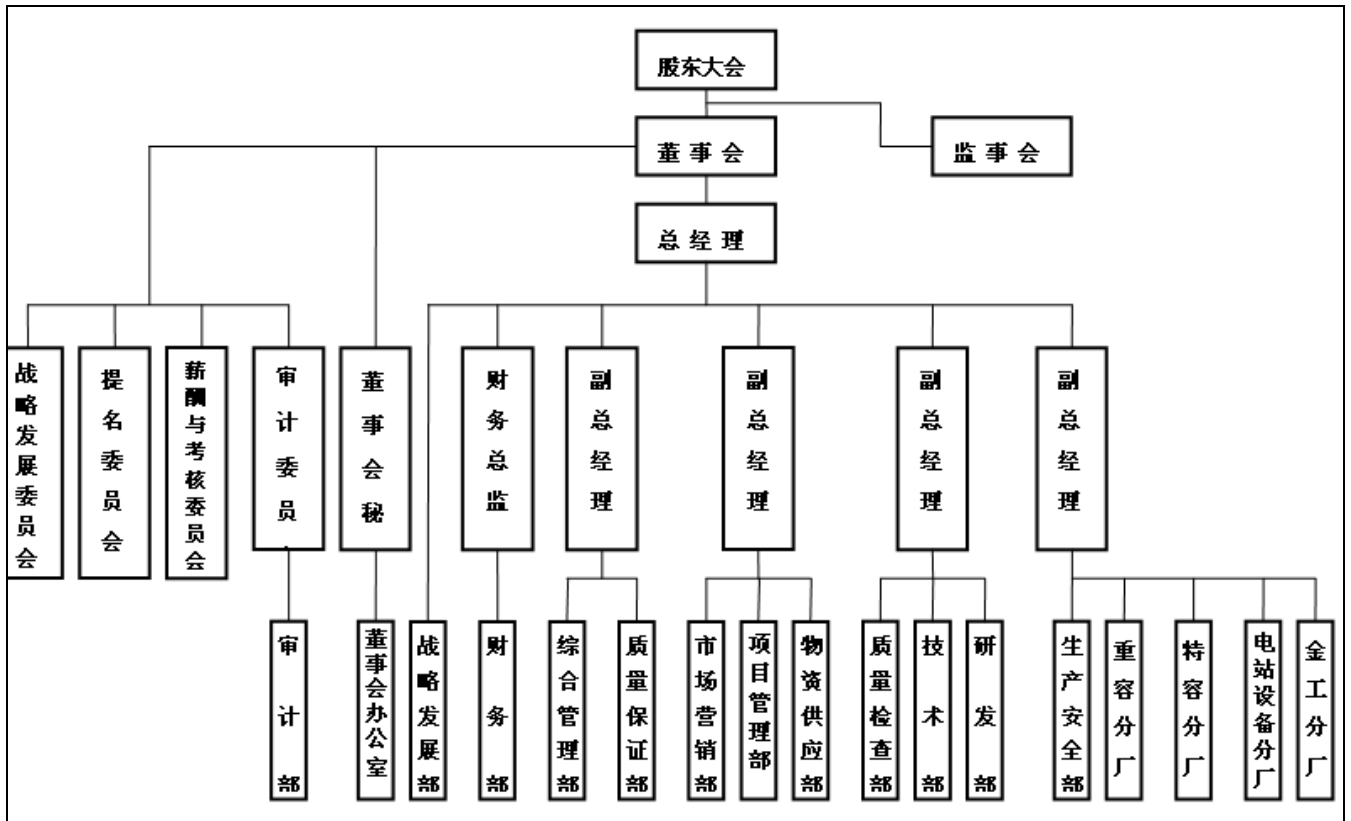 股东大会
董事会
监事会
总经理
战略发展委员会
提名委员会
薪酬与考核委员会
审计委员
董事会秘
财务总监
副总经理
副总经理
副总经理
副总经理
审计部
董事会办公室
战略发展部
财务部
综合管理部
质量保证部
市场营销部
项目管理部
物资供应部
质量检查部
技术部
研发部
生产安全部
重容分厂
特容分厂
电站设备分厂
金工分厂